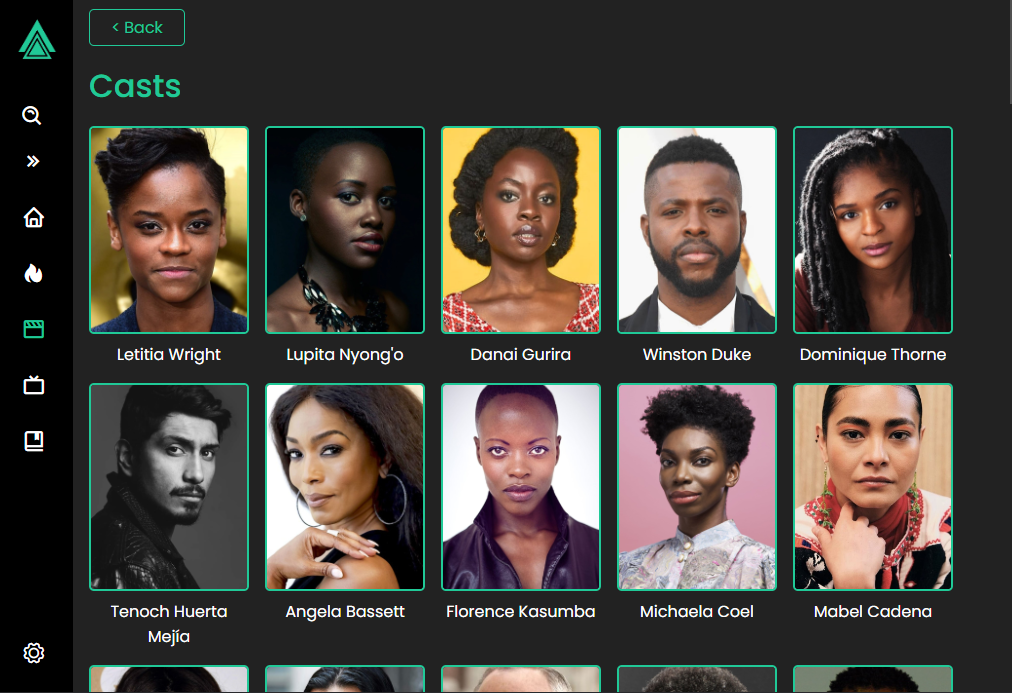 < Back
Casts
Letitia Wright
Lupita Nyong'o
Danai Gurira
Winston Duke
Dominique Thorne
Tenoch Huerta
Mejía
Angela Bassett
Florence Kasumba
Michaela Coel
Mabel Cadena